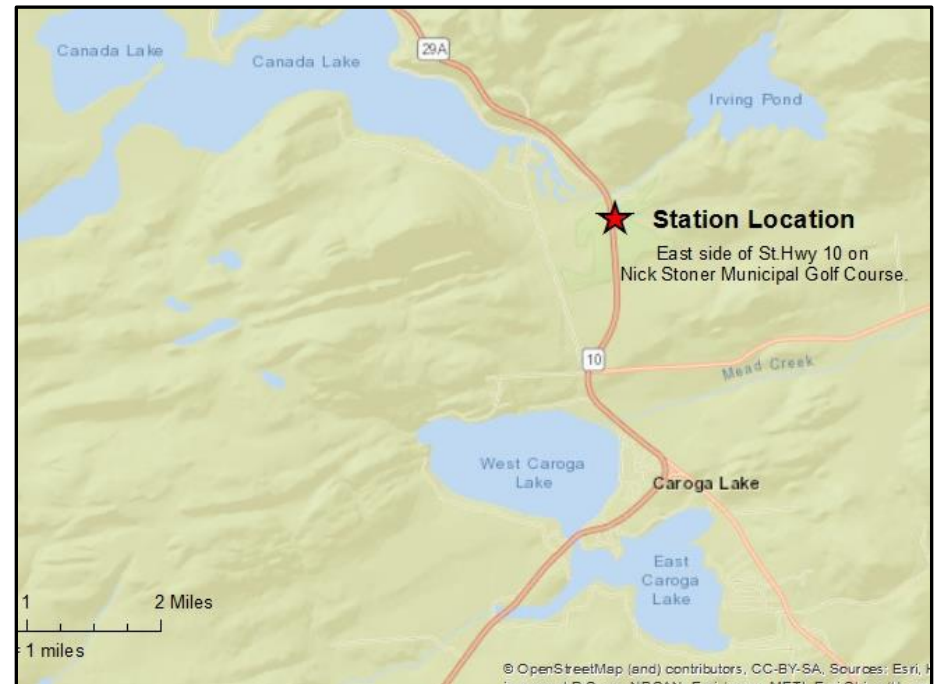 Canada Lake
Canada Lake
29A
Irving Pond
Station Location
East side of St.Hwy 10 on
Nick Stoner Municipal Golf Course.
10
Mead Creek
West Caroga
Lake
Caroga Lake
East
Caroga
Lake
1 2 Miles
1 miles
© OpenStreetMap (and) contributors, CC-BY-SA, Sources: Esri,